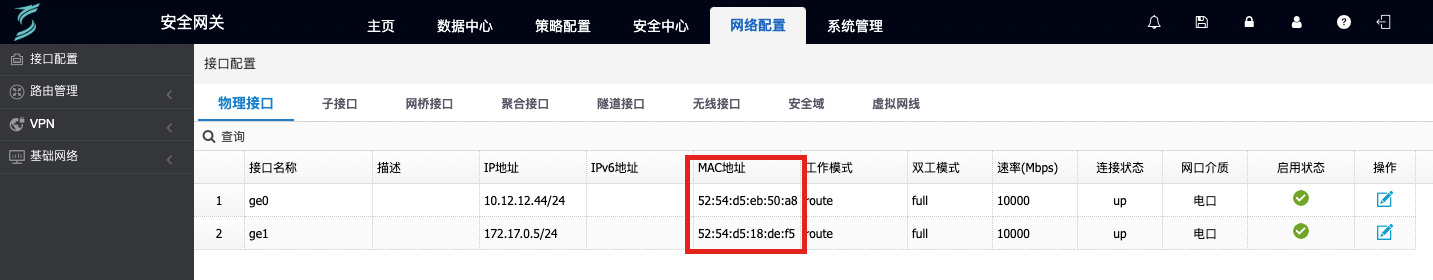 安全网关 主页 数据中心 策略配置 安全中心 网络配置 系统管理
接口配置
路由管理
VPN
基础网络
接口配置
物理接口 子接口 网桥接口 聚合接口 隧道接口 无线接口 安全域 虚拟网线
查询
接口名称 描述 IP地址 IPv6地址 MAC地址 工作模式 双工模式 速率(Mbps) 连接状态 网口介质 启用状态 操作
1 ge0 10.12.12.44/24 52:54:d5:eb:50:a8 route full 10000 up 电口
2 ge1 172.17.0.5/24 52:54:d5:18:de:f5 route full 10000 up 电口